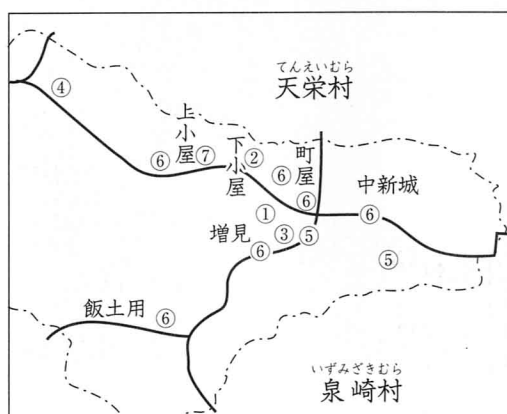 てんえいむら
天栄村
④
上小屋
⑥
⑦
下小屋
②
町屋
⑥
⑥
中新城
⑥
①
増見
③
⑤
⑥
⑤
飯土用
⑥
いずみざきむら
泉崎村